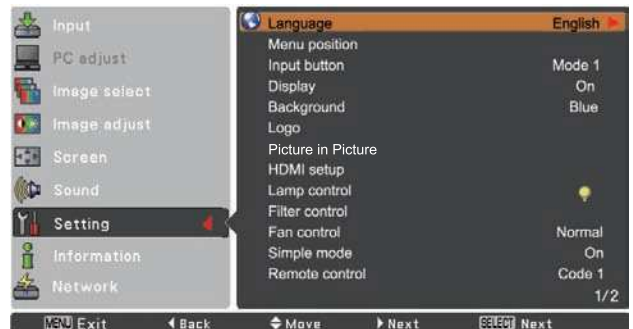 Input
PC adjust
Image select
Image adjust
Screen
Sound
Setting
Information
Network
Language English
Menu position
Input button Mode 1
Display On
Background Blue
Logo
Picture in Picture
HDMI setup
Lamp control
Filter control
Fan control Normal
Simple mode On
Remote control Code 1
1/2
MENU Exit Back Move Next SELECT Next